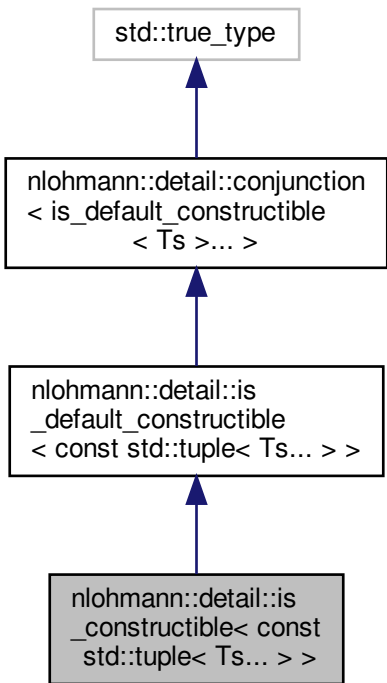 std::true_type
nlohmann::detail::conjunction
< is_default_constructible
< Ts >... >
nlohmann::detail::is
_default_constructible
< const std::tuple< Ts... > >
nlohmann::detail::is
_constructible< const
std::tuple< Ts... > >